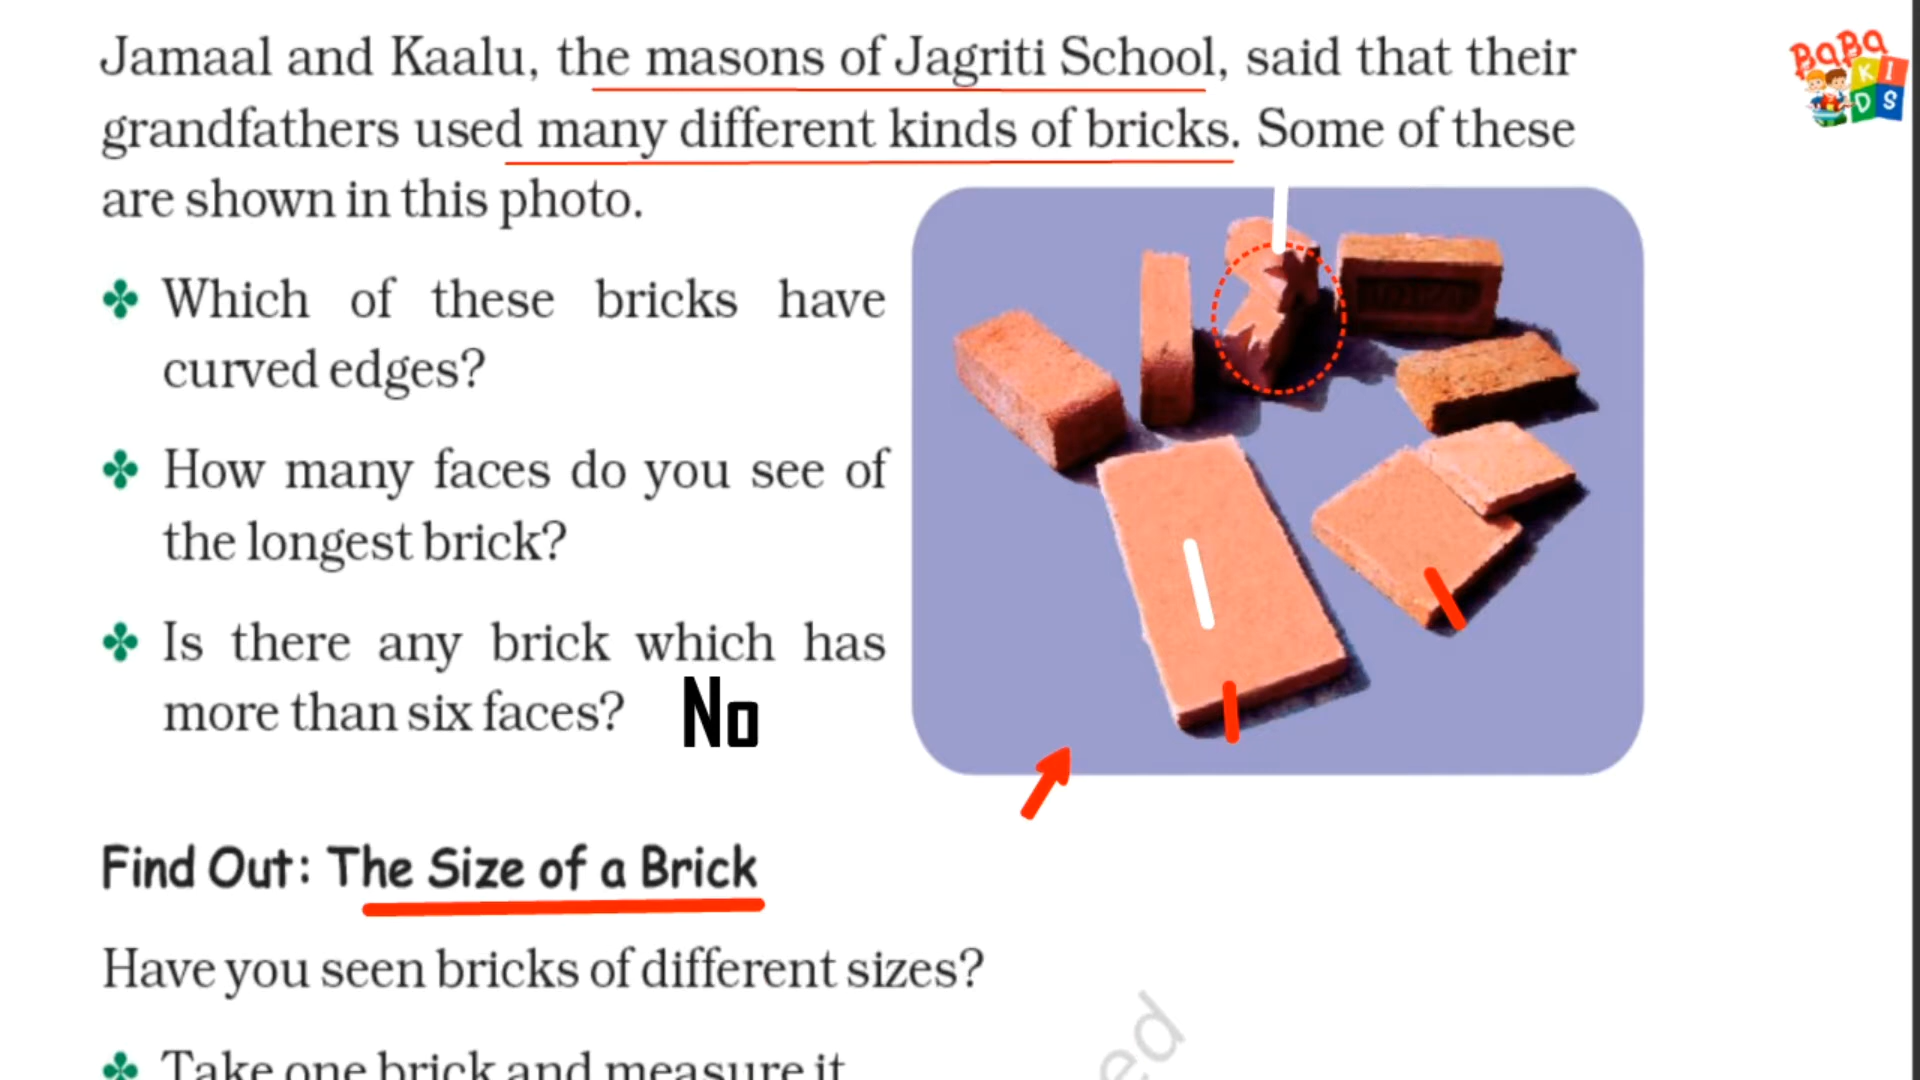 Jamaal and Kaalu, the masons of Jagriti School, said that their
grandfathers used many different kinds of bricks. Some of these
are shown in this photo.
Which of these bricks have
curved edges?
How many faces do you see of
the longest brick?
Is there any brick which has
more than six faces? No
Find Out: The Size of a Brick
Have you seen bricks of different sizes?
Take one brick and measure it
ed
BaBa
KIDS